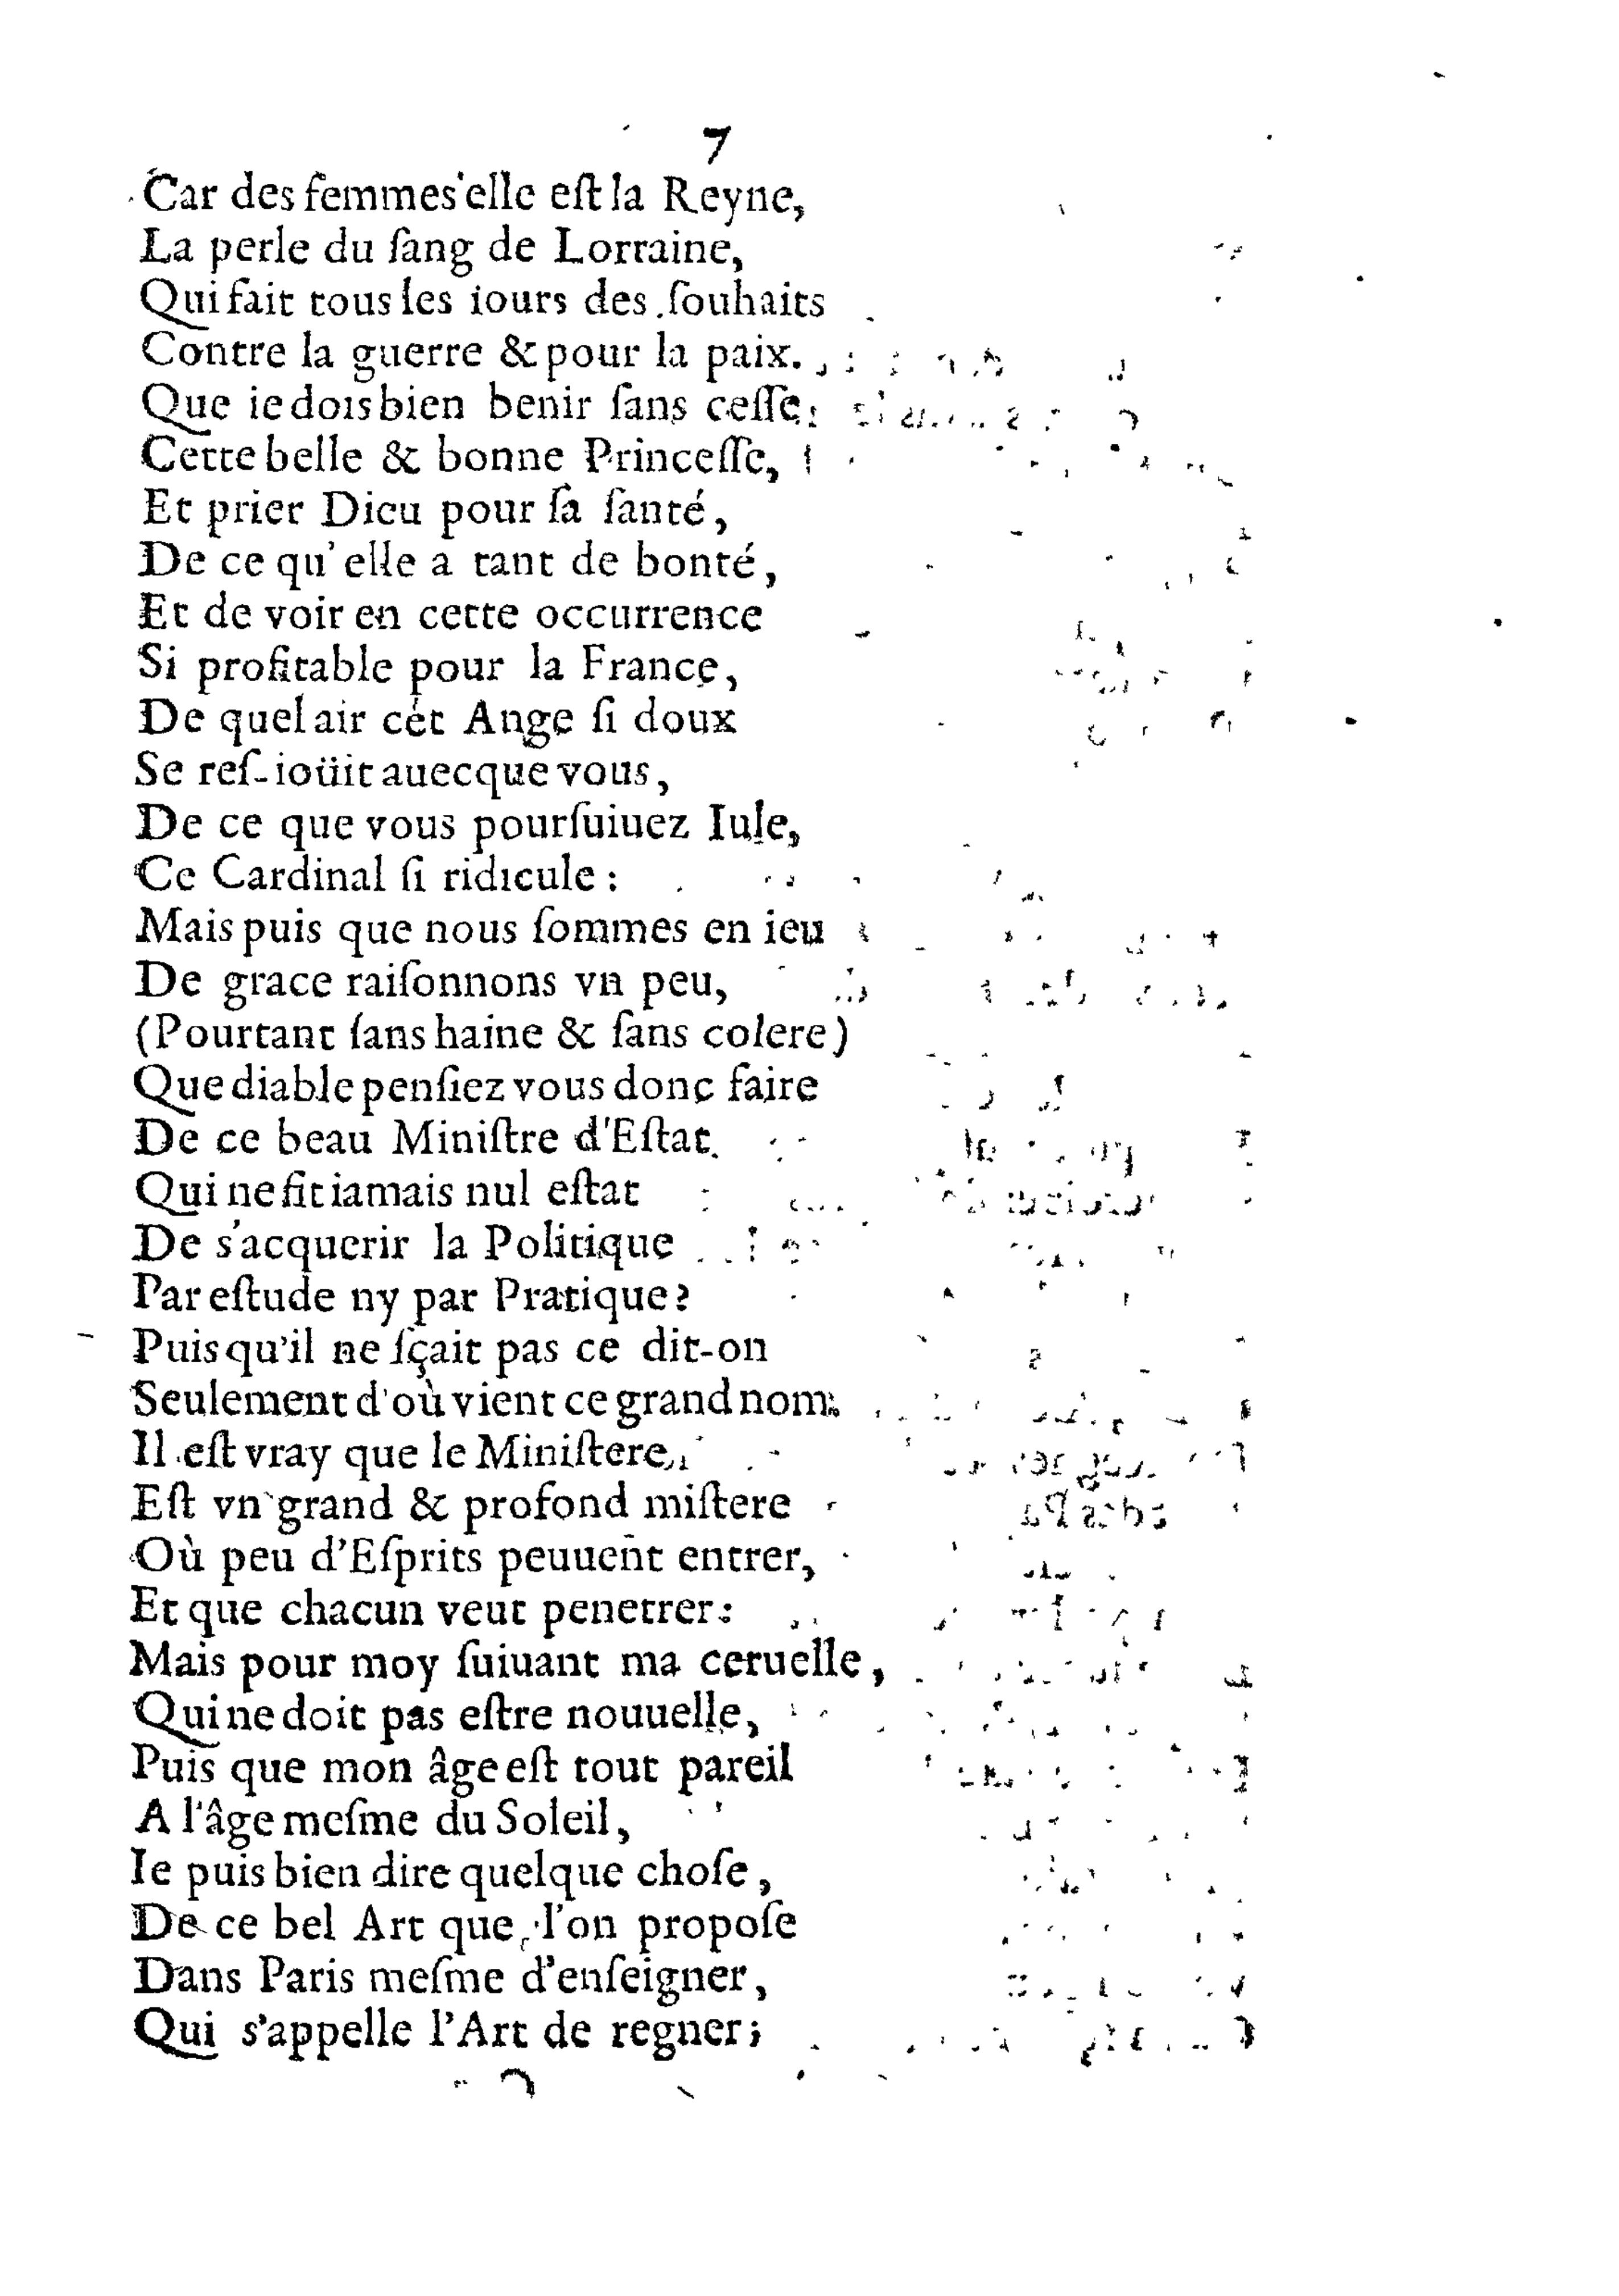 7
Car des femmes elle eſt la Reyne,
La perle du ſang de Lorraine,
Qui fait tous les iours des ſouhaits
Contre la guerre & pour la paix.
Que ie dois bien benir ſans ceſſe,
Cette belle & bonne Princeſſe,
Et prier Dieu pour ſa ſanté,
De ce qu'elle a tant de bonté,
Et de voir en cette occurrence
Si profitable pour la France,
De quel air cét Ange ſi doux
Se reſ-ioüit auecque vous,
De ce que vous pourſuiuez Iule,
Ce Cardinal ſi ridicule :
Mais puis que nous ſommes en ieu
De grace raiſonnons vn peu,
(Pourtant ſans haine & ſans colere)
Que diable penſiez vous donc faire
De ce beau Miniſtre d'Eſtat.
Qui ne fit iamais nul eſtat
De s'acquerir la Politique
Par eſtude ny par Pratique?
Puis qu'il ne ſçait pas ce dit-on
Seulement d'où vient ce grand nom.
Il eſt vray que le Miniſtere,
Eſt vn grand & profond miſtere
Où peu d'Eſprits peuuent entrer,
Et que chacun veut penetrer:
Mais pour moy ſuiuant ma ceruelle,
Qui ne doit pas eſtre nouuelle,
Puis que mon âge eſt tout pareil
A l'âge meſme du Soleil,
Ie puis bien dire quelque choſe,
De ce bel Art que l'on propoſe
Dans Paris meſme d'enſeigner,
Qui s'appelle l'Art de regner;